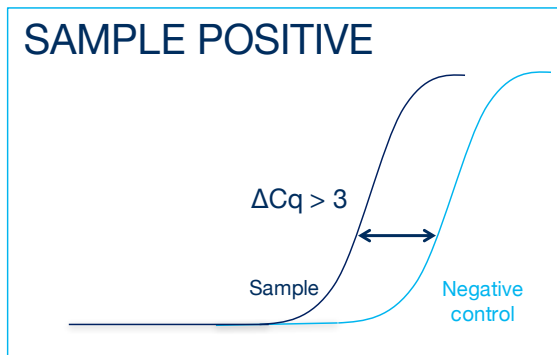 SAMPLE POSITIVE
ΔCq > 3
Sample
Negative
control